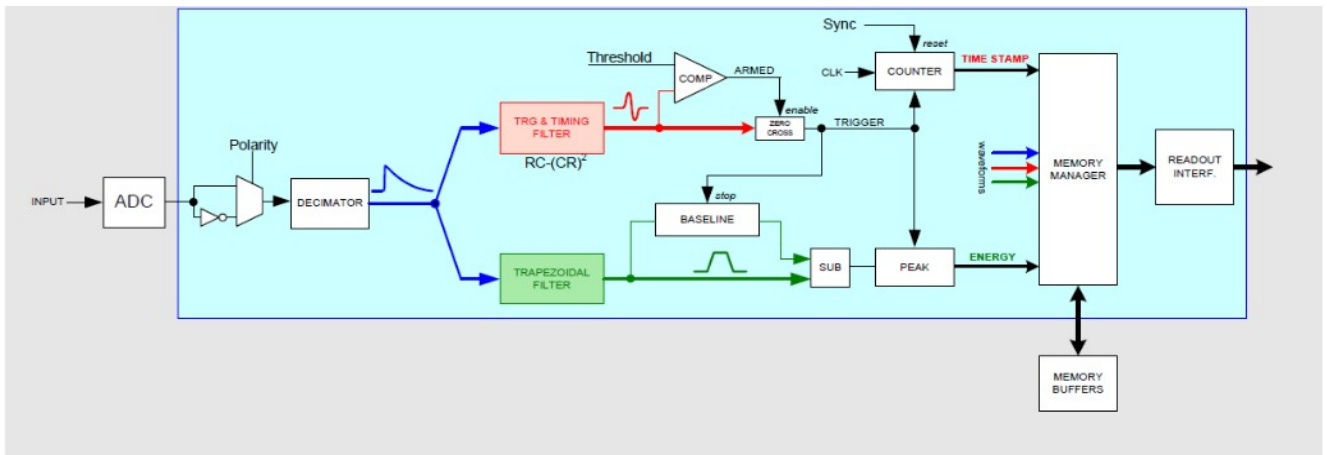 Sync
reset
Threshold
COMP
ARMED
CLK
COUNTER
TIME STAMP
enable
TRG & TIMING
FILTER
ZERO
CROSS
TRIGGER
RC-(CR)²
Polarity
waveforms
MEMORY
MANAGER
READOUT
INTERF.
INPUT
ADC
DECIMATOR
stop
BASELINE
TRAPEZOIDAL
FILTER
SUB
PEAK
ENERGY
MEMORY
BUFFERS